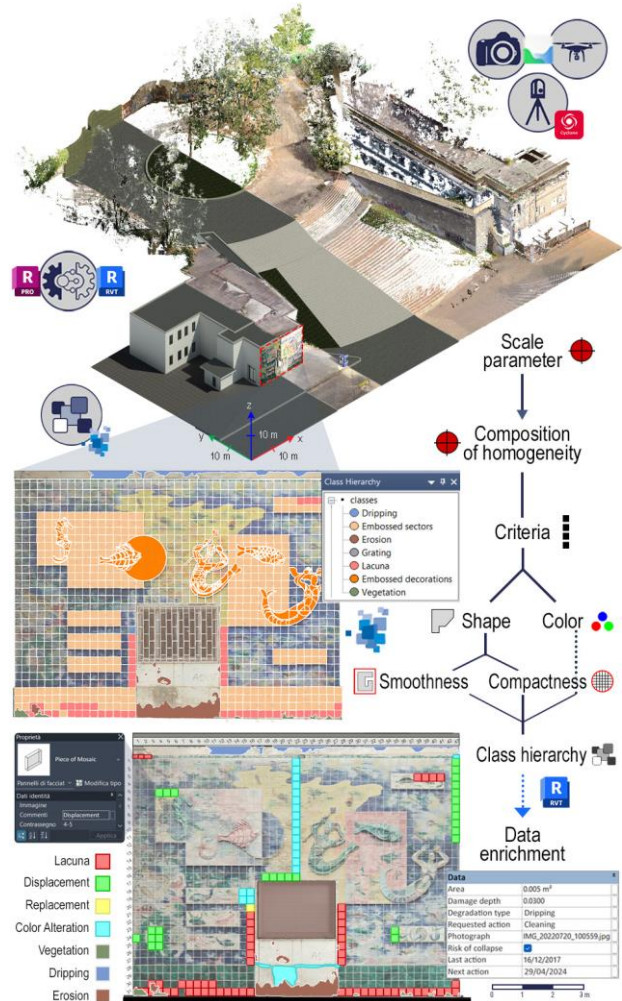 Cyclone
R
PRO
R
RVT
z
y
x
10 m
10 m
10 m
Scale
parameter
Composition
of homogeneity
Criteria
Shape
Color
Smoothness
Compactness
Class hierarchy
R
RVT
Data
enrichment
Class Hierarchy
classes
Dripping
Embossed sectors
Erosion
Grating
Lacuna
Embossed decorations
Vegetation
Proprietà
Piece of Mosaic
Pannelli di facciat
Modifica tipo
Dati identità
Immagine
Commenti Displacement
Contrassegno 4-5
Applica
Lacuna
Displacement
Replacement
Color Alteration
Vegetation
Dripping
Erosion
Data
Area 0.005 m²
Damage depth 0.0300
Degradation type Dripping
Requested action Cleaning
Photograph IMG_20220720_100559.jpg
Risk of collapse
Last action 16/12/2017
Next action 29/04/2024
0 1 2 3 m